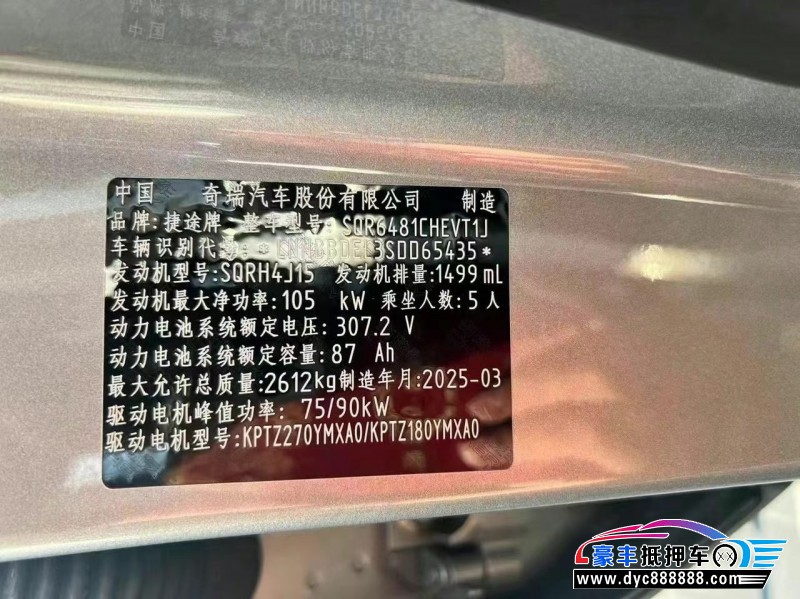 中国 奇瑞汽车股份有限公司 制造
品牌:捷途牌 整车型号:SQR6481CHEVT1J
车辆识别代号:*LNNBBDEL3SDD65435*
发动机型号:SQRH4J15 发动机排量:1499mL
发动机最大净功率:105 kW 乘坐人数:5人
动力电池系统额定电压:307.2 V
动力电池系统额定容量:87 Ah
最大允许总质量:2612kg制造年月:2025-03
驱动电机峰值功率: 75/90kW
驱动电机型号:KPTZ270YMXA0/KPTZ180YMXA0
豪丰抵押车
www.dyc888888.com